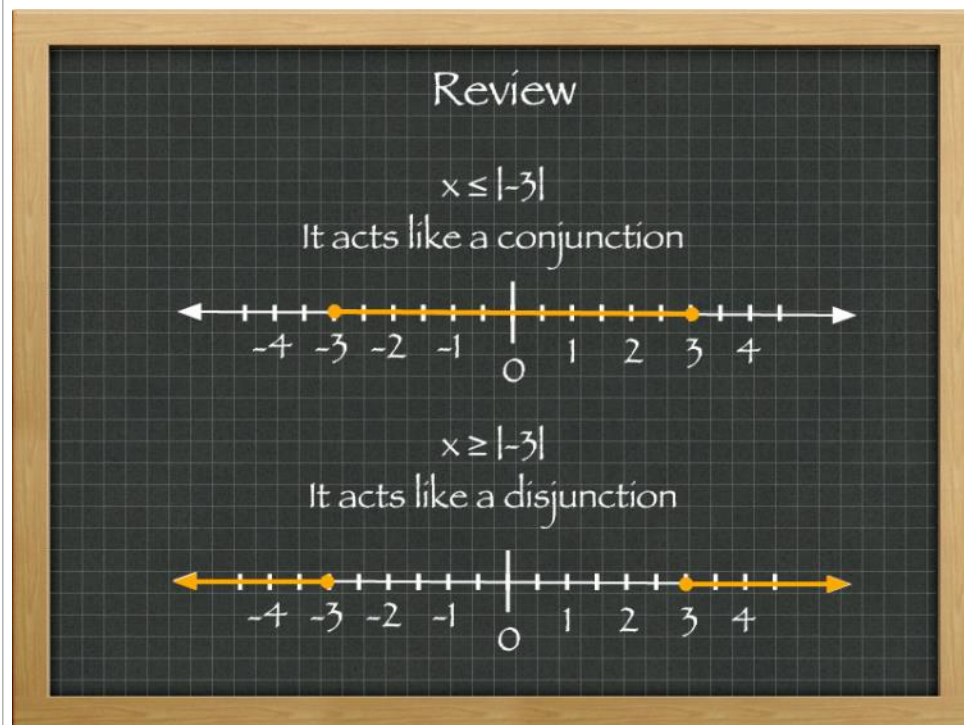 Review
x ≤ |-3|
It acts like a conjunction
-4 -3 -2 -1 0 1 2 3 4
x ≥ |-3|
It acts like a disjunction
-4 -3 -2 -1 0 1 2 3 4